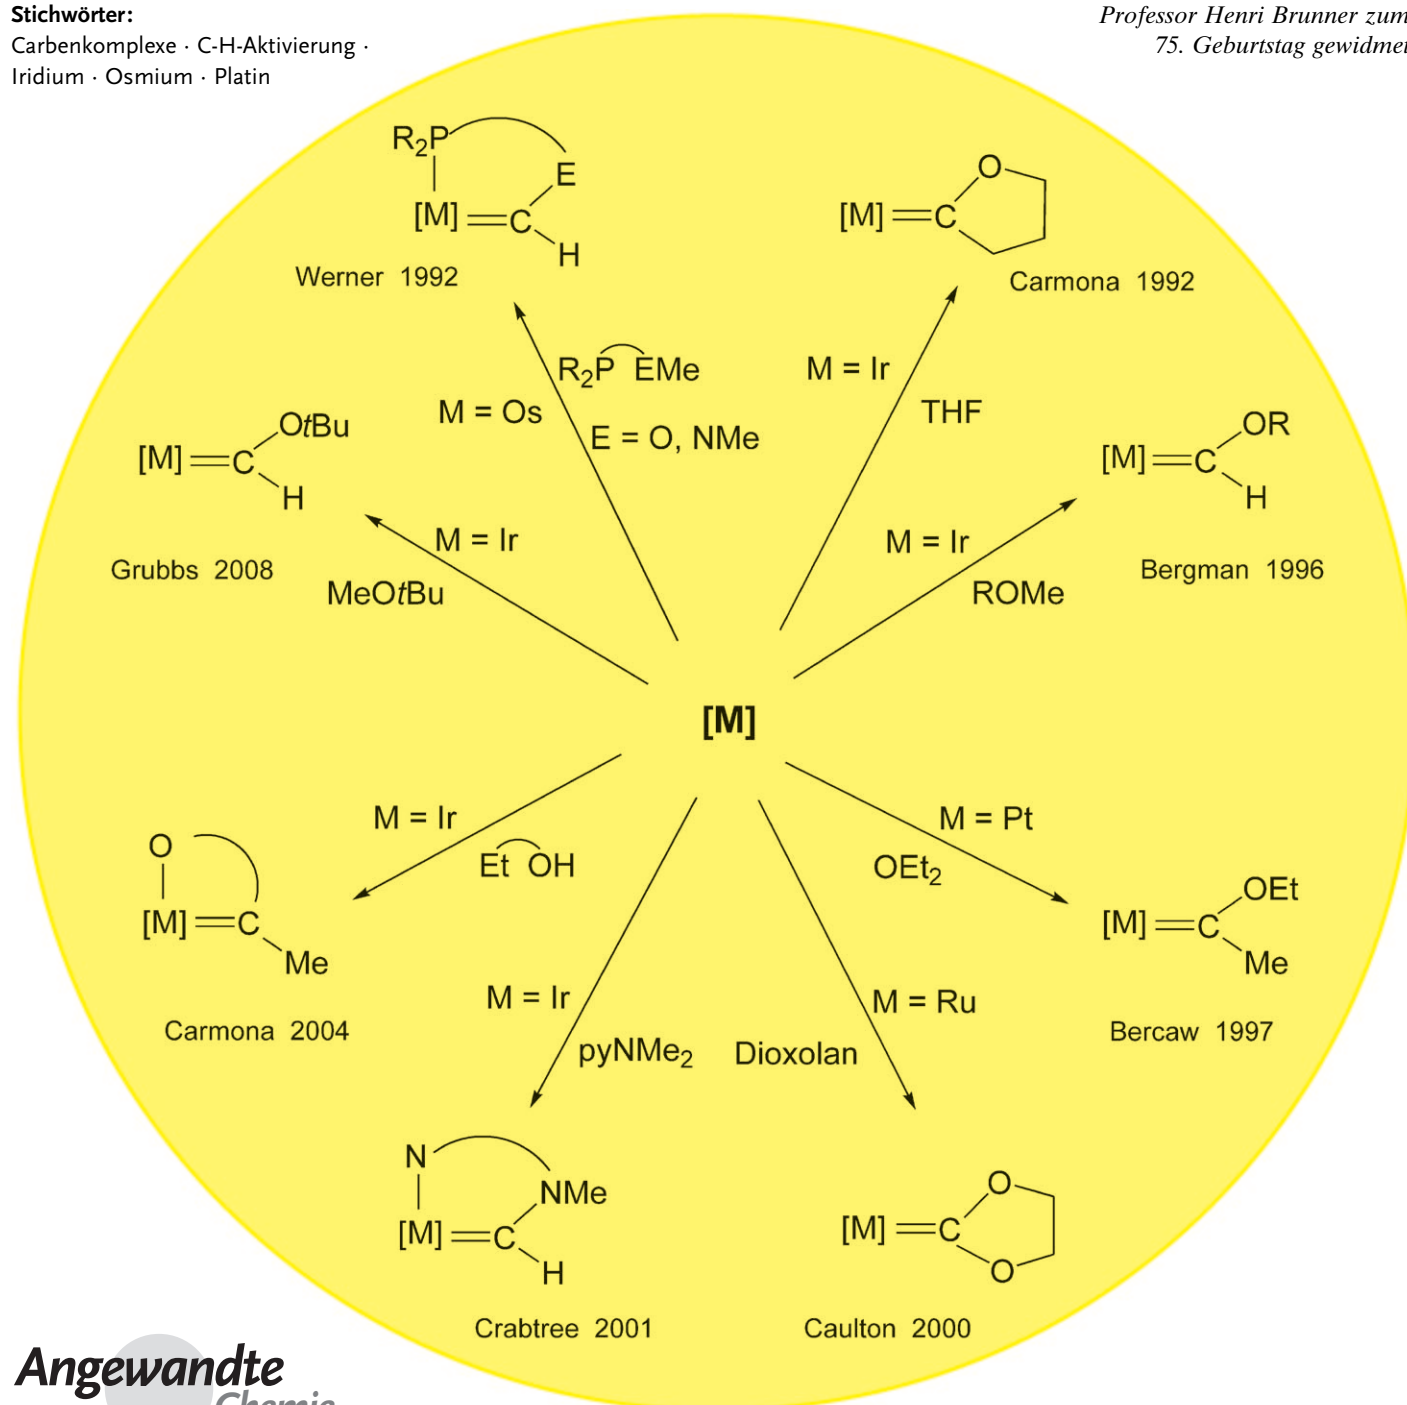 Stichwörter:
Carbenkomplexe · C-H-Aktivierung ·
Iridium · Osmium · Platin
Professor Henri Brunner zum
75. Geburtstag gewidmet
R₂P
E
[M]=C
H
Werner 1992
O
[M]=C
Carmona 1992
R₂P EMe
M = Os
E = O, NMe
M = Ir
THF
OtBu
[M]=C
H
Grubbs 2008
M = Ir
MeOtBu
OR
[M]=C
H
Bergman 1996
M = Ir
ROMe
[M]
M = Ir
Et OH
O
[M]=C
Me
Carmona 2004
M = Pt
OEt₂
OEt
[M]=C
Me
Bercaw 1997
M = Ir
pyNMe₂
M = Ru
Dioxolan
N
NMe
[M]=C
H
Crabtree 2001
O
[M]=C
O
Caulton 2000
Angewandte
Chemie